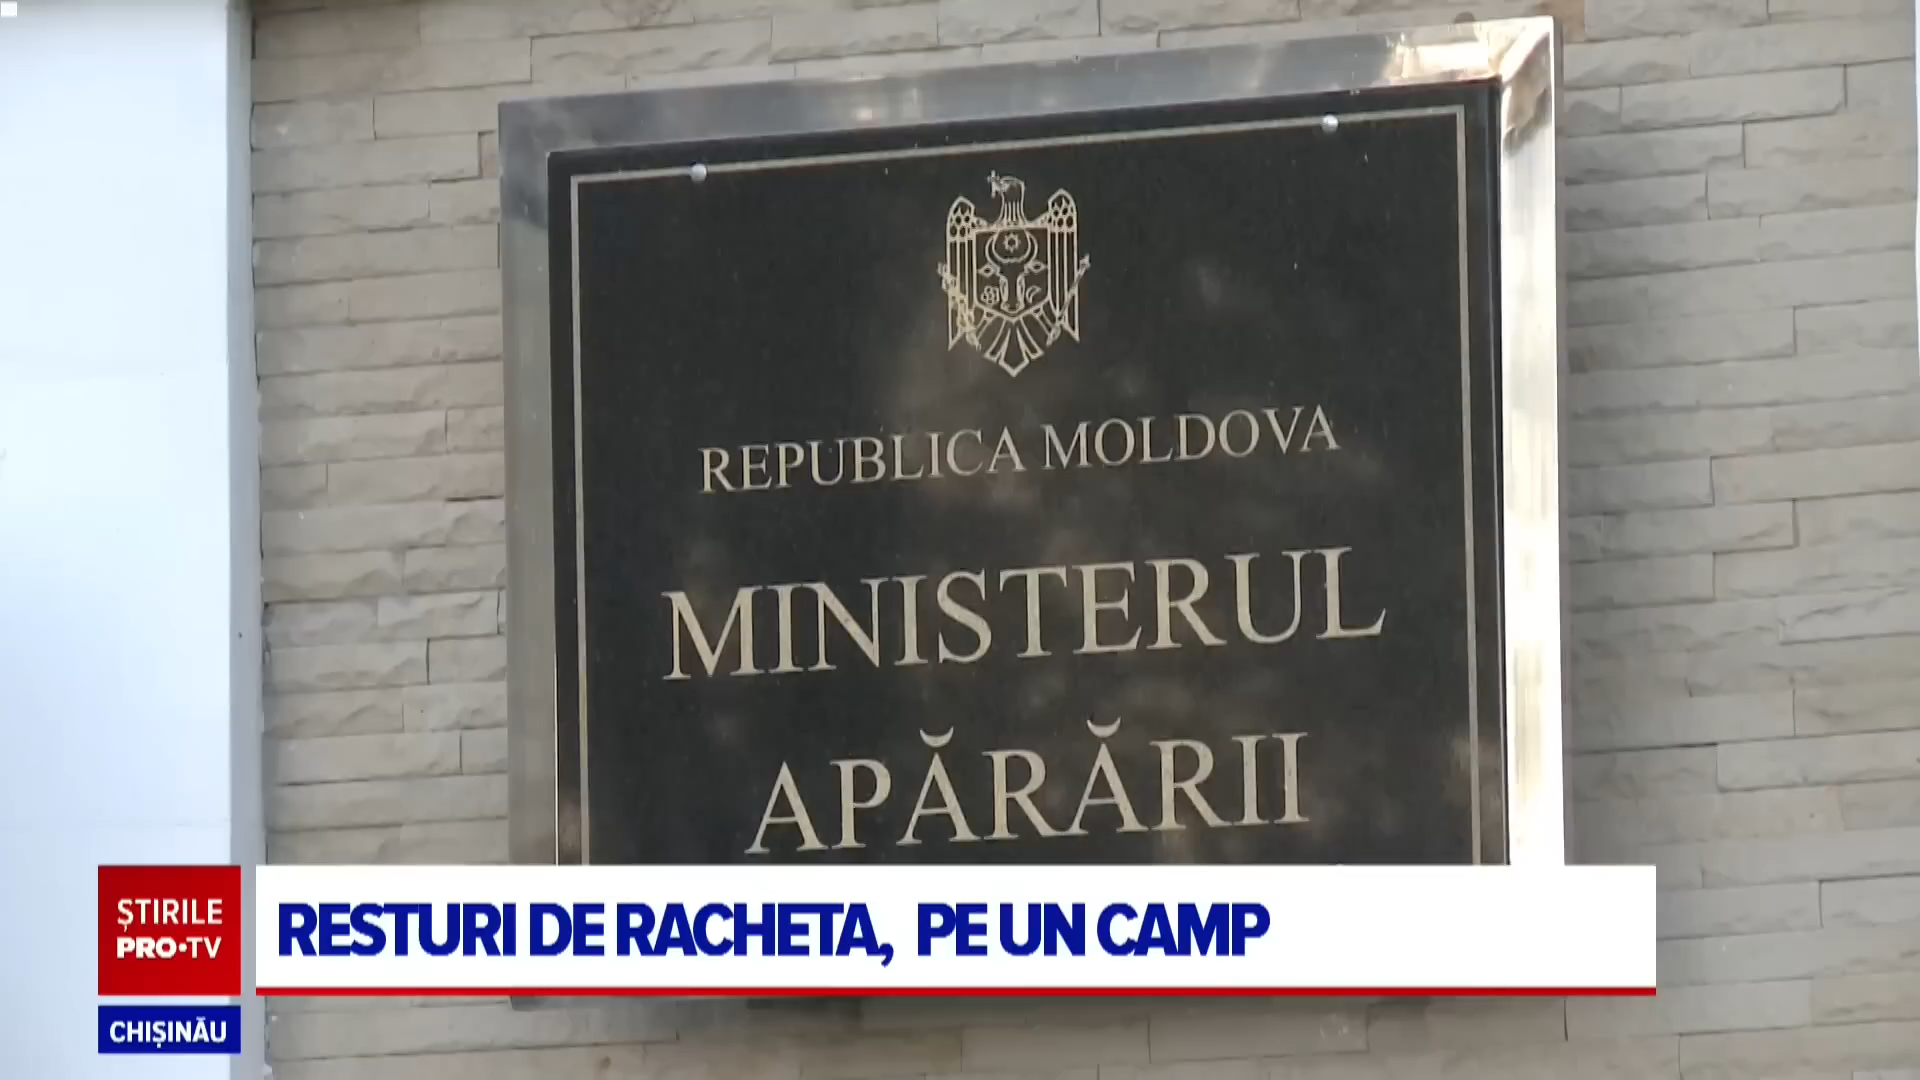 REPUBLICA MOLDOVA
MINISTERUL
APĂRĂRII
ȘTIRILE
PRO•TV
RESTURI DE RACHETA, PE UN CAMP
CHIȘINĂU